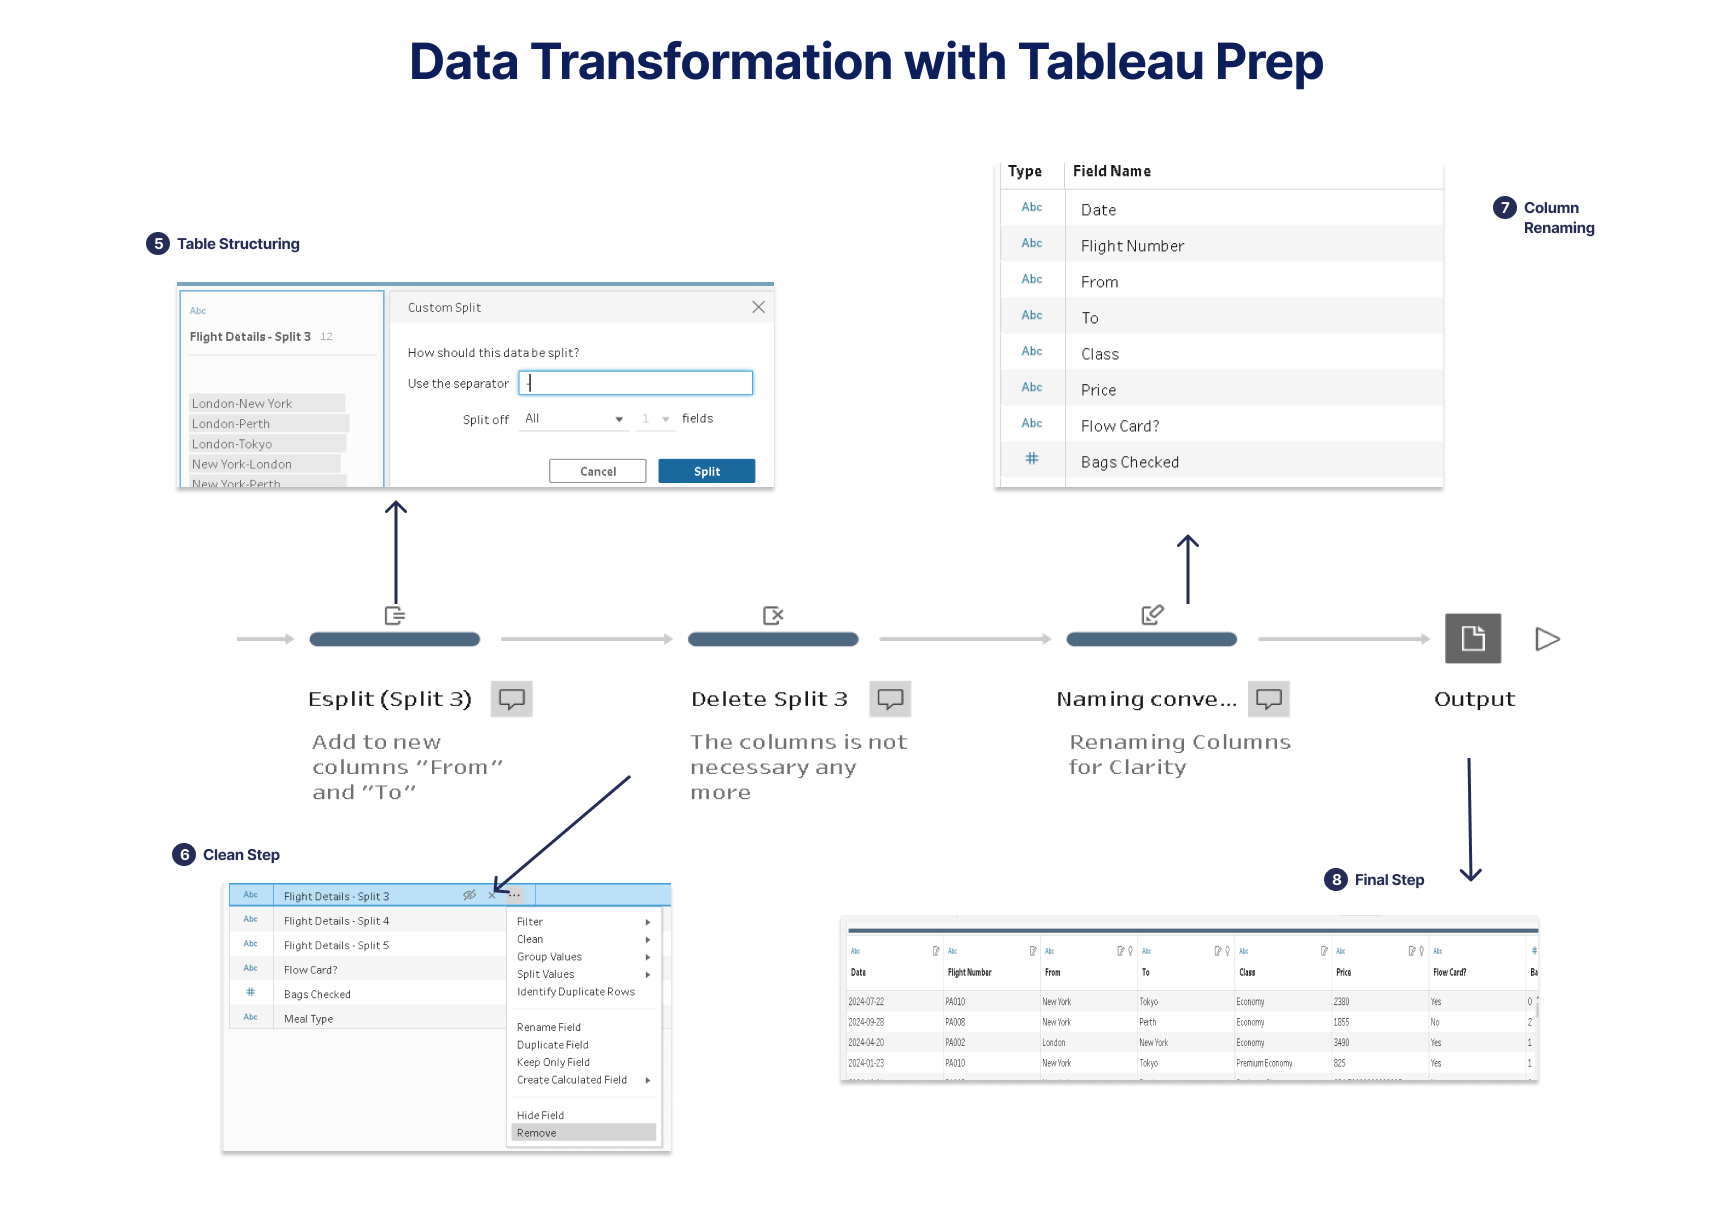 Data Transformation with Tableau Prep
5 Table Structuring
Abc
Flight Details - Split 3 12
London-New York
London-Perth
London-Tokyo
New York-London
New York-Perth
Custom Split
How should this data be split?
Use the separator -
Split off All 1 fields
Cancel Split
7 Column
Renaming
Type Field Name
Abc Date
Abc Flight Number
Abc From
Abc To
Abc Class
Abc Price
Abc Flow Card?
# Bags Checked
Esplit (Split 3)
Add to new
columns "From"
and "To"
Delete Split 3
The columns is not
necessary any
more
Naming conve...
Renaming Columns
for Clarity
Output
6 Clean Step
Abc Flight Details - Split 3
Abc Flight Details - Split 4
Abc Flight Details - Split 5
Abc Flow Card?
# Bags Checked
Abc Meal Type
Filter
Clean
Group Values
Split Values
Identify Duplicate Rows
Rename Field
Duplicate Field
Keep Only Field
Create Calculated Field
Hide Field
Remove
8 Final Step
Abc Abc Abc Abc Abc Abc Abc #
Date Flight Number From To Class Price Flow Card? Ba
2024-07-22 PA010 New York Tokyo Economy 2380 Yes 0
2024-09-28 PA008 New York Perth Economy 1855 No 2
2024-04-20 PA002 London New York Economy 3490 Yes 1
2024-01-23 PA010 New York Tokyo Premium Economy 825 Yes 1